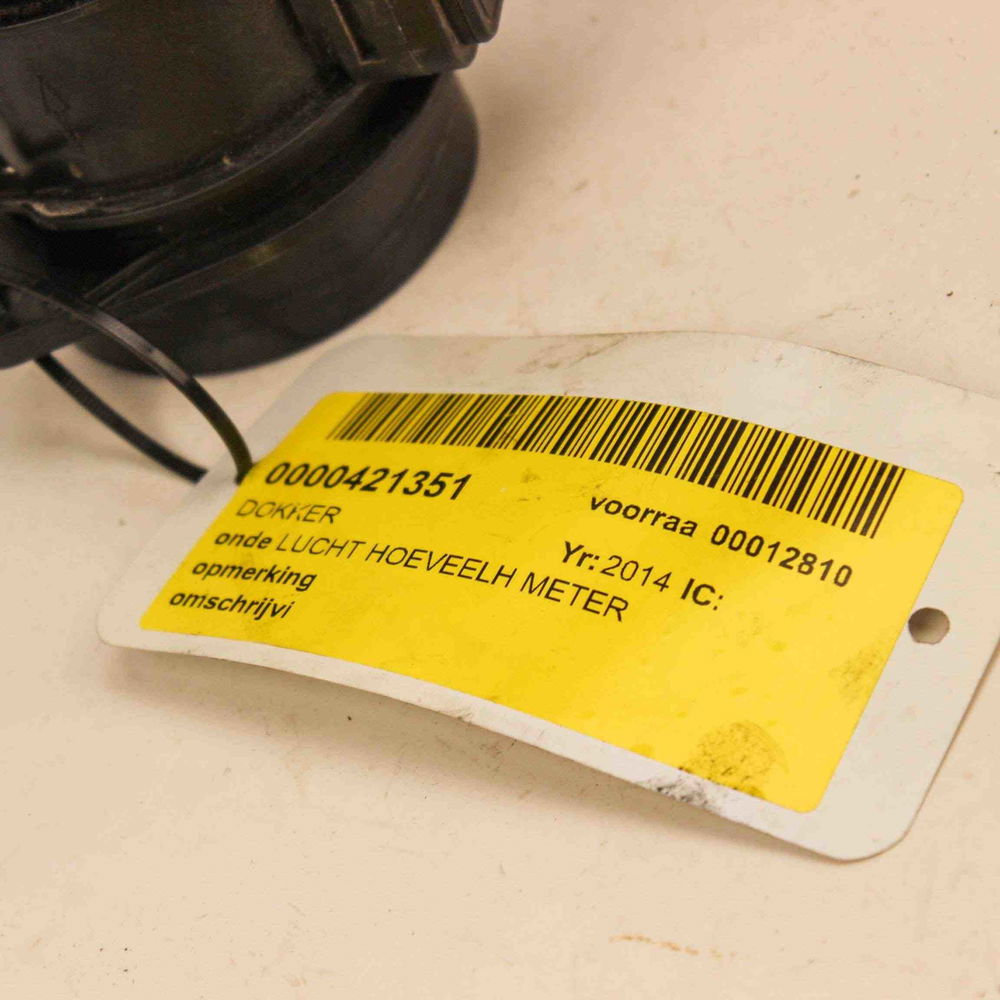 0000421351
voorraa 00012810
DOKKER
Yr: 2014 IC:
onde LUCHT HOEVEELH METER
opmerking
omschrijvi